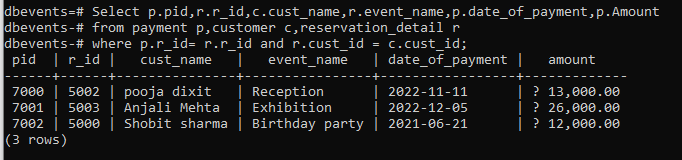 dbevents=# Select p.pid,r.r_id,c.cust_name,r.event_name,p.date_of_payment,p.Amount
dbevents-# from payment p,customer c,reservation_detail r
dbevents-# where p.r_id= r.r_id and r.cust_id = c.cust_id;
 pid  | r_id |   cust_name   |   event_name   | date_of_payment |   amount
------+------+---------------+----------------+-----------------+-------------
 7000 | 5002 | pooja dixit   | Reception      | 2022-11-11      | ? 13,000.00
 7001 | 5003 | Anjali Mehta  | Exhibition     | 2022-12-05      | ? 26,000.00
 7002 | 5000 | Shobit sharma | Birthday party | 2021-06-21      | ? 12,000.00
(3 rows)